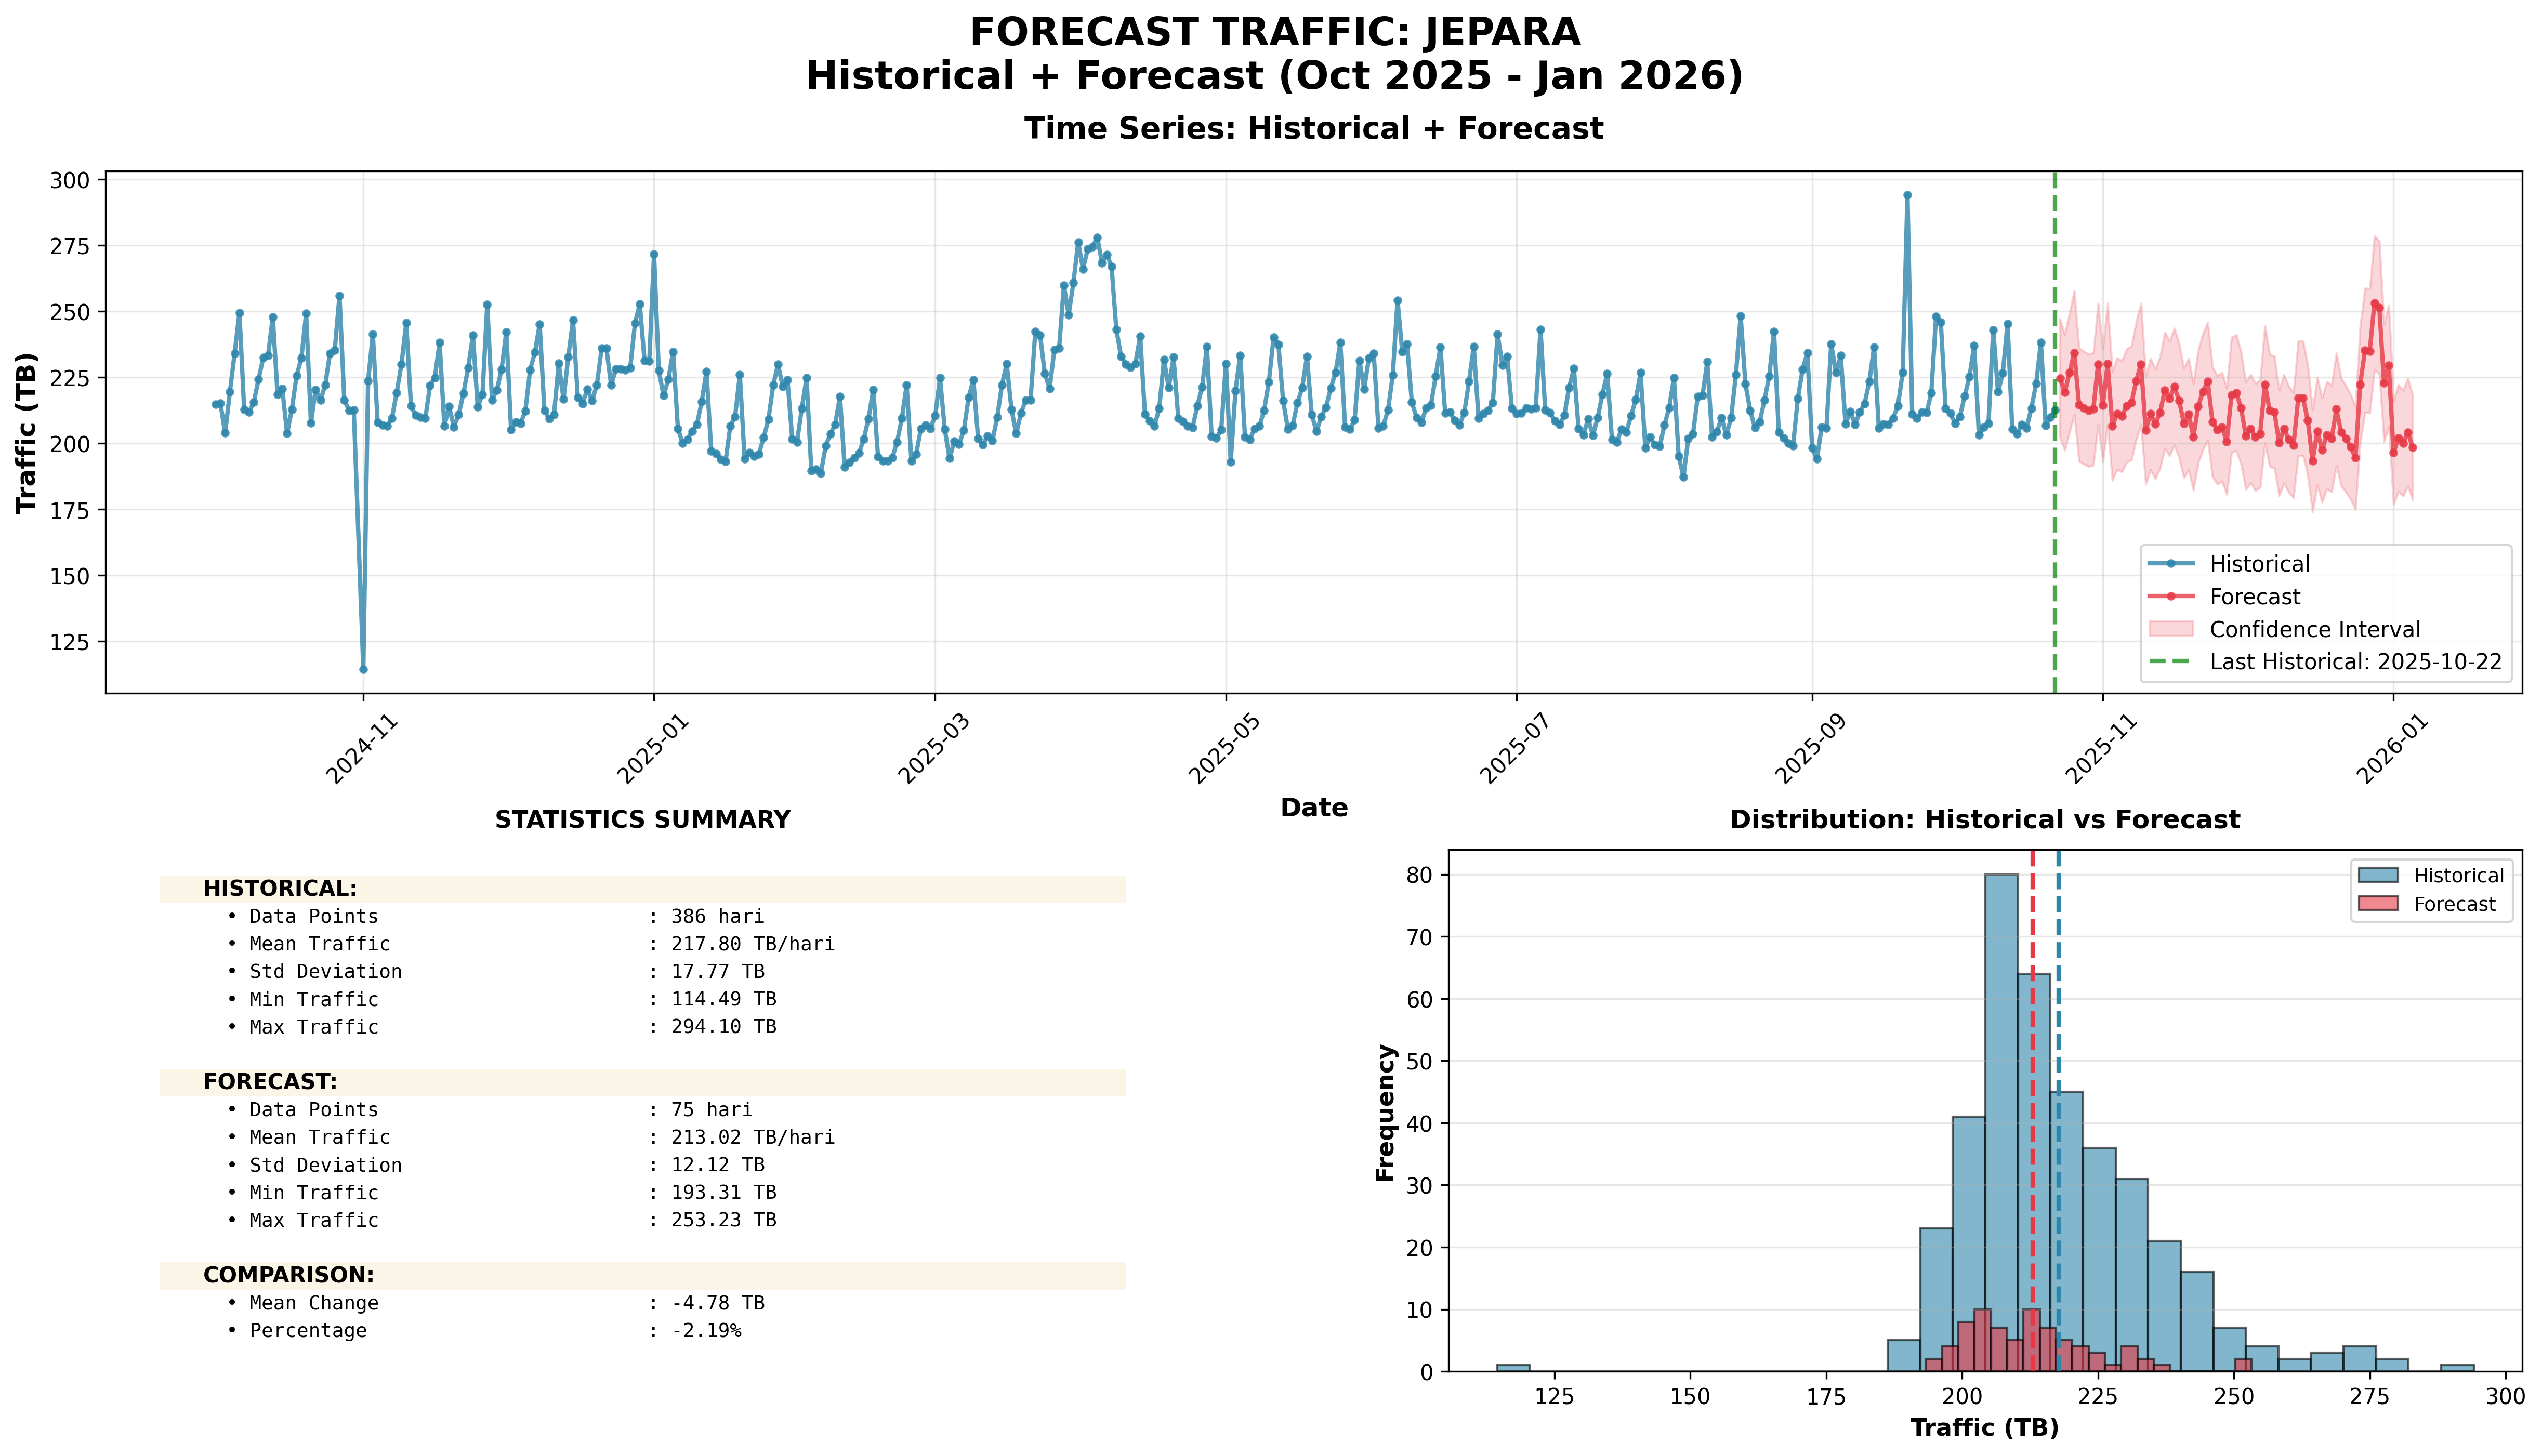 FORECAST TRAFFIC: JEPARA
Historical + Forecast (Oct 2025 - Jan 2026)
Time Series: Historical + Forecast
Traffic (TB)
300
275
250
225
200
175
150
125
Historical
Forecast
Confidence Interval
Last Historical: 2025-10-22
2024-11
2025-01
2025-03
2025-05
2025-07
2025-09
2025-11
2026-01
Date
STATISTICS SUMMARY
HISTORICAL:
• Data Points : 386 hari
• Mean Traffic : 217.80 TB/hari
• Std Deviation : 17.77 TB
• Min Traffic : 114.49 TB
• Max Traffic : 294.10 TB
FORECAST:
• Data Points : 75 hari
• Mean Traffic : 213.02 TB/hari
• Std Deviation : 12.12 TB
• Min Traffic : 193.31 TB
• Max Traffic : 253.23 TB
COMPARISON:
• Mean Change : -4.78 TB
• Percentage : -2.19%
Distribution: Historical vs Forecast
Frequency
80
70
60
50
40
30
20
10
0
Historical
Forecast
125
150
175
200
225
250
275
300
Traffic (TB)